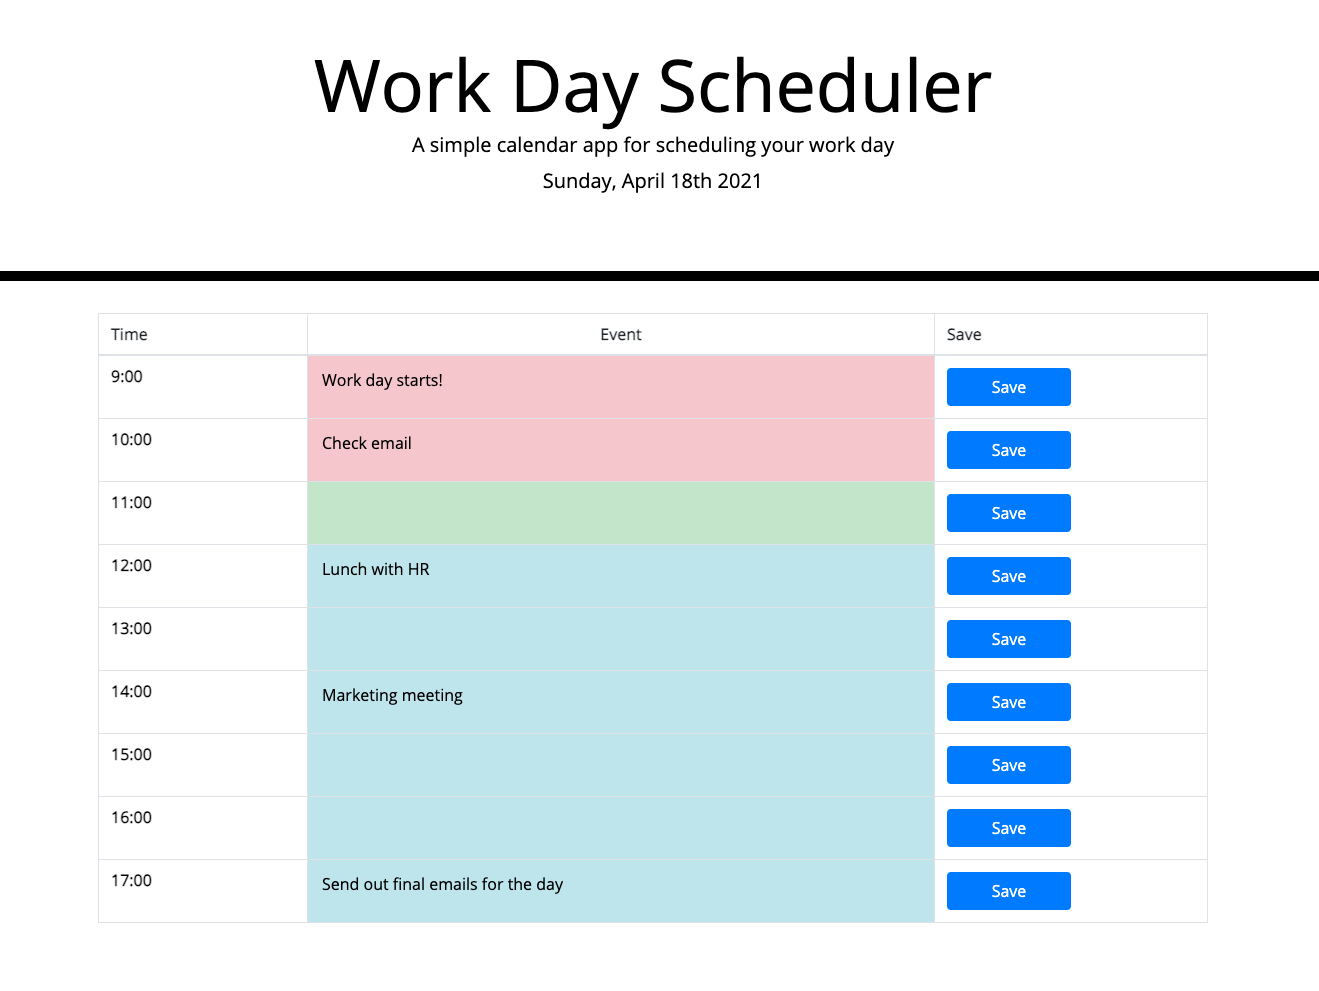 Work Day Scheduler
A simple calendar app for scheduling your work day
Sunday, April 18th 2021
Time Event Save
9:00 Work day starts! Save
10:00 Check email Save
11:00 Save
12:00 Lunch with HR Save
13:00 Save
14:00 Marketing meeting Save
15:00 Save
16:00 Save
17:00 Send out final emails for the day Save